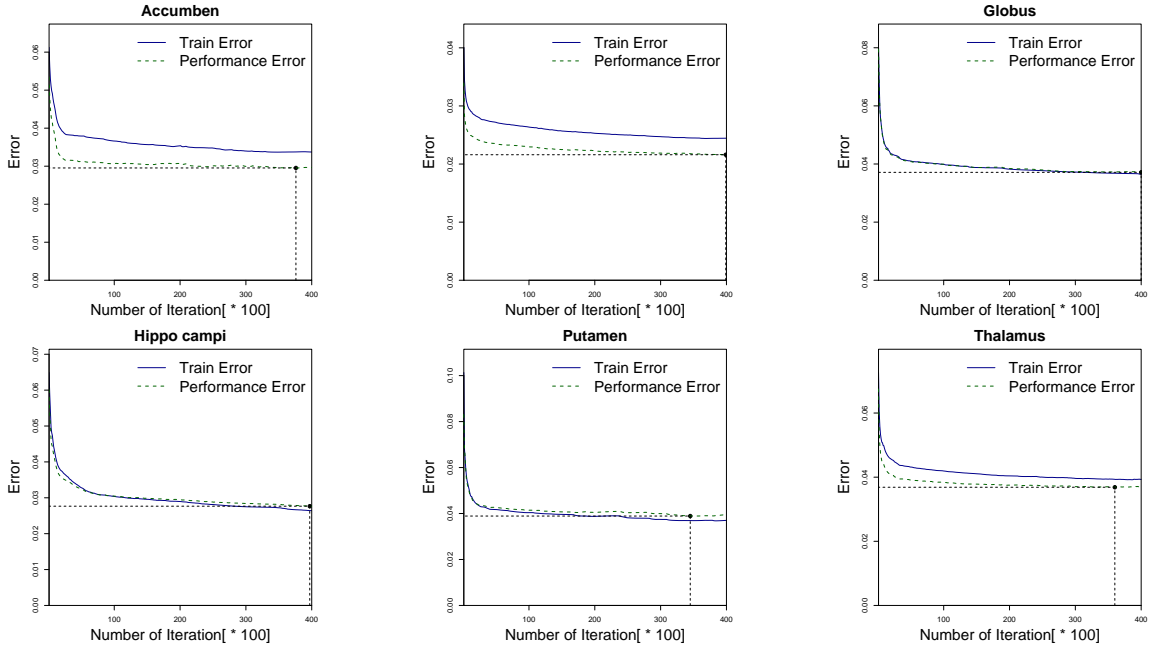 Accumben
Train Error
Performance Error
Error
0.06
0.05
0.04
0.03
0.02
0.01
0.00
100 200 300 400
Number of Iteration[ * 100]
Train Error
Performance Error
Error
0.04
0.03
0.02
0.01
0.00
100 200 300 400
Number of Iteration[ * 100]
Globus
Train Error
Performance Error
Error
0.08
0.06
0.04
0.02
0.00
100 200 300 400
Number of Iteration[ * 100]
Hippo campi
Train Error
Performance Error
Error
0.07
0.06
0.05
0.04
0.03
0.02
0.01
0.00
100 200 300 400
Number of Iteration[ * 100]
Putamen
Train Error
Performance Error
Error
0.10
0.08
0.06
0.04
0.02
0.00
100 200 300 400
Number of Iteration[ * 100]
Thalamus
Train Error
Performance Error
Error
0.06
0.04
0.02
0.00
100 200 300 400
Number of Iteration[ * 100]